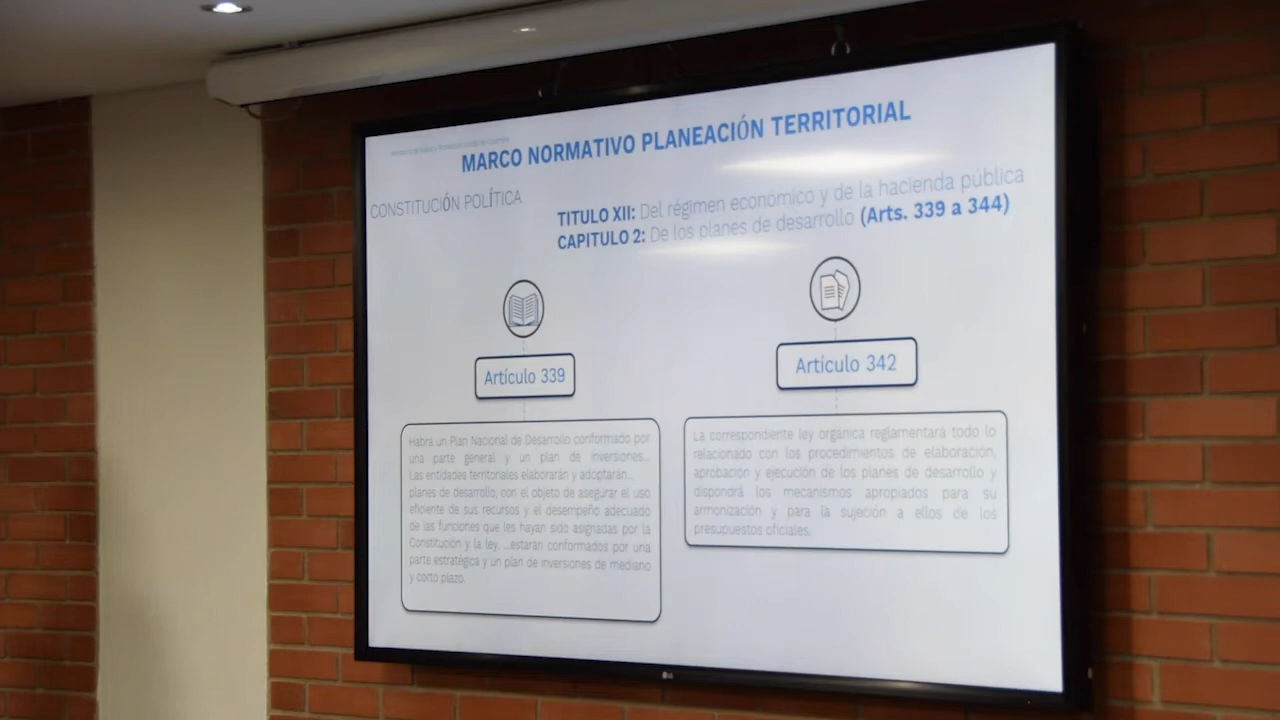 MARCO NORMATIVO PLANEACIÓN TERRITORIAL
CONSTITUCIÓN POLÍTICA
TITULO XII: Del régimen económico y de la hacienda pública
CAPITULO 2: De los planes de desarrollo (Arts. 339 a 344)
Artículo 339
Habrá un Plan Nacional de Desarrollo conformado por
una parte general y un plan de inversiones...
Las entidades territoriales elaborarán y adoptarán...
planes de desarrollo, con el objeto de asegurar el uso
eficiente de sus recursos y el desempeño adecuado
de las funciones que les hayan sido asignadas por la
Constitución y la ley. ...estarán conformados por una
parte estratégica y un plan de inversiones de mediano
y corto plazo.
Artículo 342
La correspondiente ley orgánica reglamentará todo lo
relacionado con los procedimientos de elaboración,
aprobación y ejecución de los planes de desarrollo y
dispondrá los mecanismos apropiados para su
armonización y para la sujeción a ellos de los
presupuestos oficiales.
LG